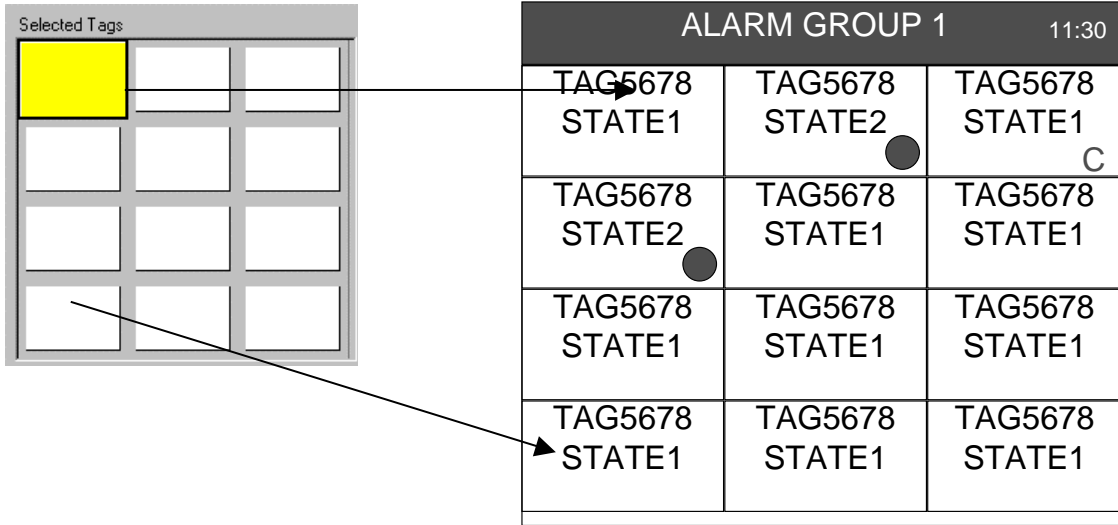 Selected Tags
ALARM GROUP 1 11:30
TAG5678 TAG5678 TAG5678
STATE1 STATE2 STATE1
C
TAG5678 TAG5678 TAG5678
STATE2 STATE1 STATE1
TAG5678 TAG5678 TAG5678
STATE1 STATE1 STATE1
TAG5678 TAG5678 TAG5678
STATE1 STATE1 STATE1